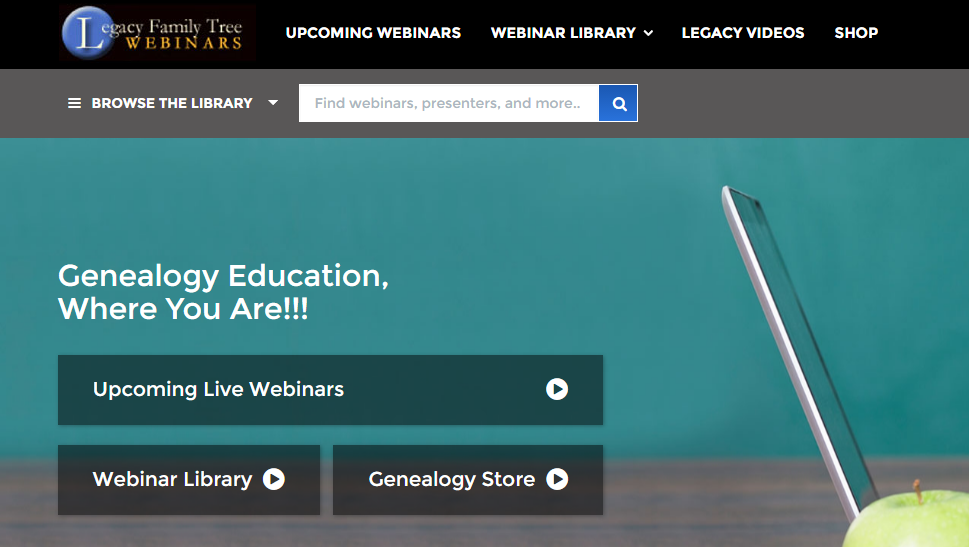 Legacy Family Tree
WEBINARS
UPCOMING WEBINARS
WEBINAR LIBRARY
LEGACY VIDEOS
SHOP
BROWSE THE LIBRARY
Find webinars, presenters, and more..
Genealogy Education,
Where You Are!!!
Upcoming Live Webinars
Webinar Library
Genealogy Store